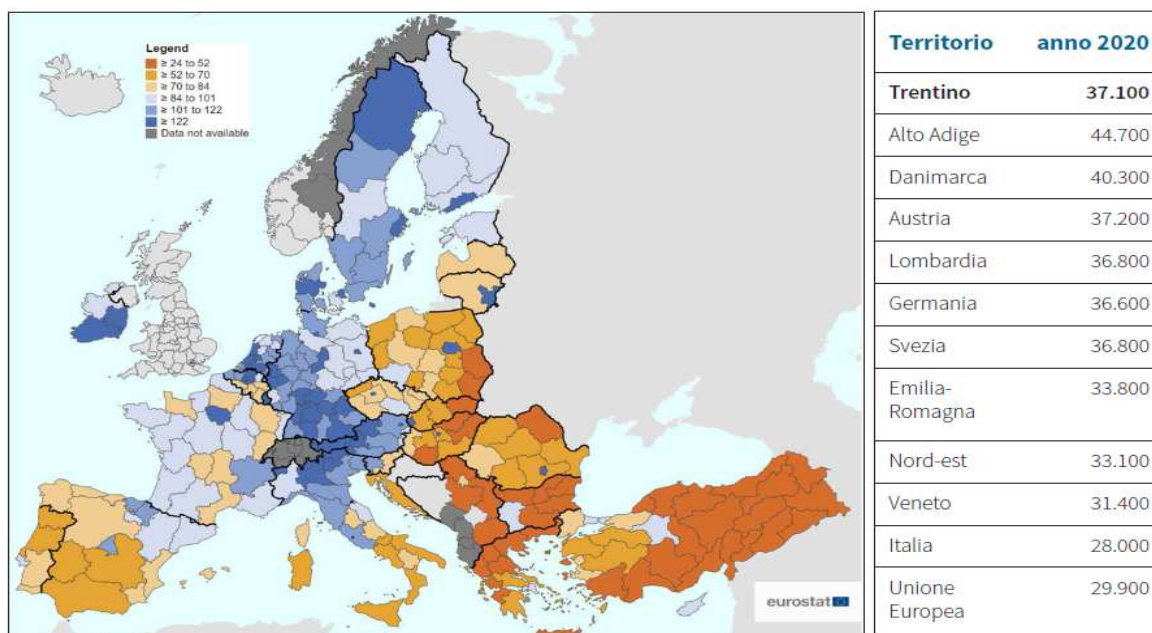 Legend
≥ 24 to 52
≥ 52 to 70
≥ 70 to 84
≥ 84 to 101
≥ 101 to 122
≥ 122
Data not available
eurostat
Territorio anno 2020
Trentino 37.100
Alto Adige 44.700
Danimarca 40.300
Austria 37.200
Lombardia 36.800
Germania 36.600
Svezia 36.800
Emilia-
Romagna 33.800
Nord-est 33.100
Veneto 31.400
Italia 28.000
Unione
Europea 29.900